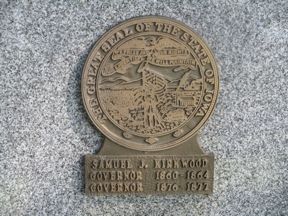 THE GREAT SEAL OF THE STATE OF IOWA
SAMUEL J. KIRKWOOD
GOVERNOR 1860-1864
GOVERNOR 1876-1877